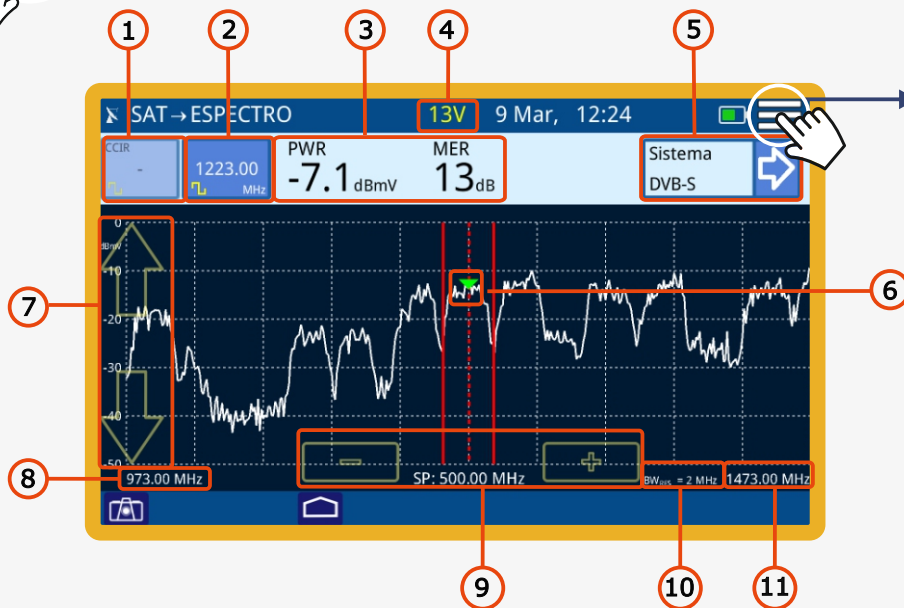 1
2
3
4
5
SAT→ESPECTRO 13V 9 Mar, 12:24
CCIR
-
1223.00
MHz
PWR
-7.1 dBmV
MER
13 dB
Sistema
DVB-S
0
dBmV
-10
-20
-30
-40
-50
6
7
8
973.00 MHz
SP: 500.00 MHz
= 2 MHz
1473.00 MHz
9
10
11